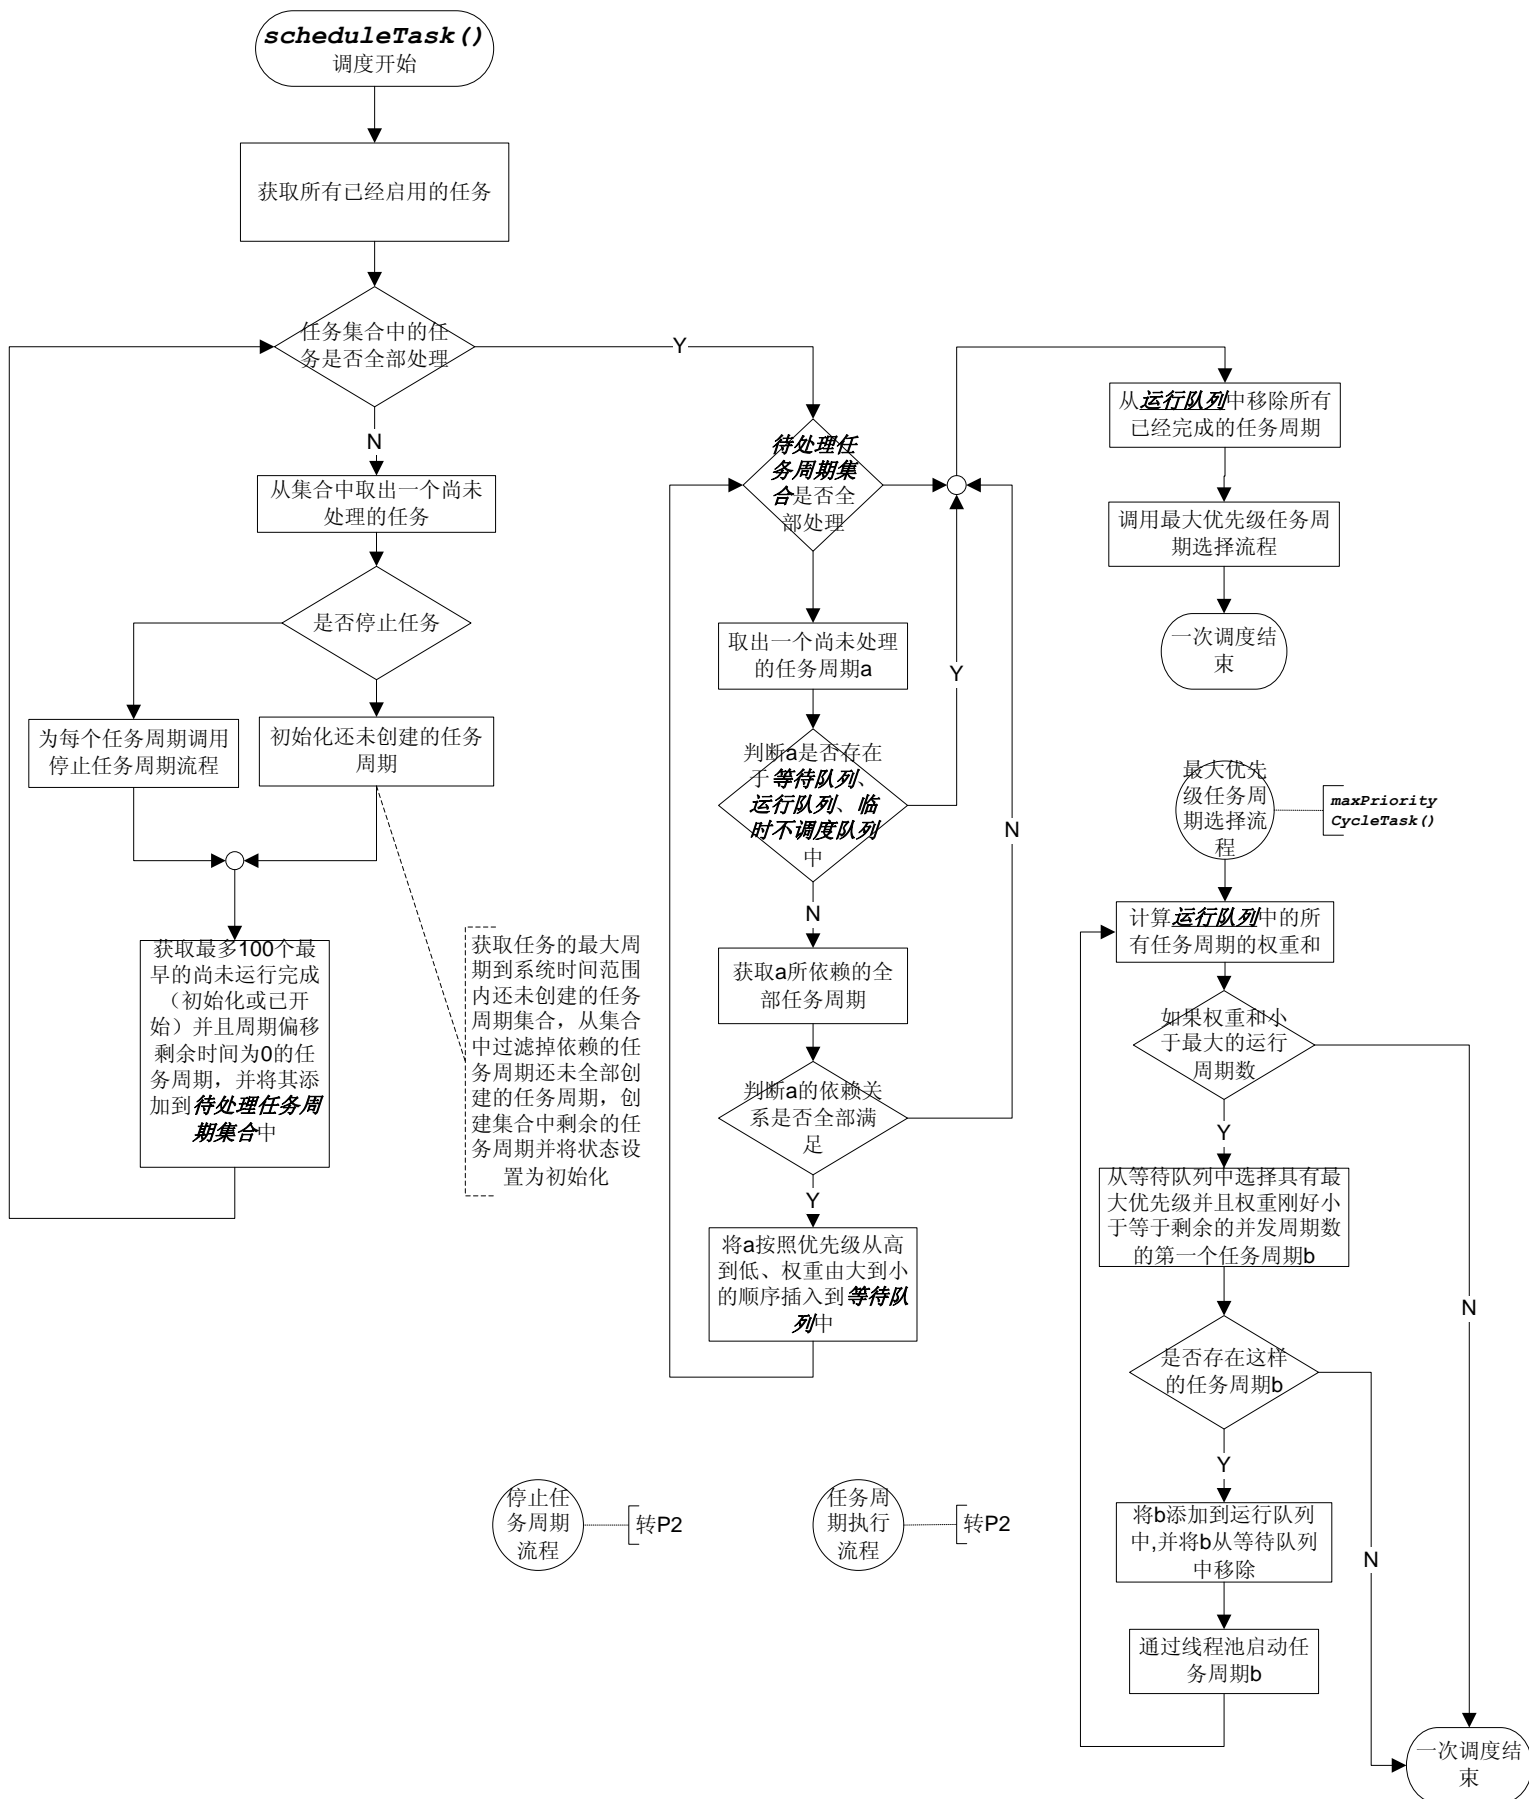 scheduleTask()
调度开始
获取所有已经启用的任务
任务集合中的任
务是否全部处理
Y
N
从集合中取出一个尚未
处理的任务
是否停止任务
为每个任务周期调用
停止任务周期流程
初始化还未创建的任务
周期
获取最多100个最
早的尚未运行完成
（初始化或已开
始）并且周期偏移
剩余时间为0的任
务周期，并将其添
加到待处理任务周
期集合中
获取任务的最大周
期到系统时间范围
内还未创建的任务
周期集合，从集合
中过滤掉依赖的任
务周期还未全部创
建的任务周期，创
建集合中剩余的任
务周期并将状态设
置为初始化
待处理任
务周期集
合是否全
部处理
取出一个尚未处理
的任务周期a
判断a是否存在
于等待队列、
运行队列、临
时不调度队列
中
Y
N
获取a所依赖的全
部任务周期
判断a的依赖关
系是否全部满
足
N
Y
将a按照优先级从高
到低、权重由大到小
的顺序插入到等待队
列中
从运行队列中移除所有
已经完成的任务周期
调用最大优先级任务周
期选择流程
一次调度结
束
最大优先
级任务周
期选择流
程
maxPriority
CycleTask()
计算运行队列中的所
有任务周期的权重和
如果权重和小
于最大的运行
周期数
Y
N
从等待队列中选择具有最
大优先级并且权重刚好小
于等于剩余的并发周期数
的第一个任务周期b
是否存在这样
的任务周期b
Y
N
将b添加到运行队列
中,并将b从等待队列
中移除
通过线程池启动任
务周期b
一次调度结
束
停止任
务周期
流程
转P2
任务周
期执行
流程
转P2